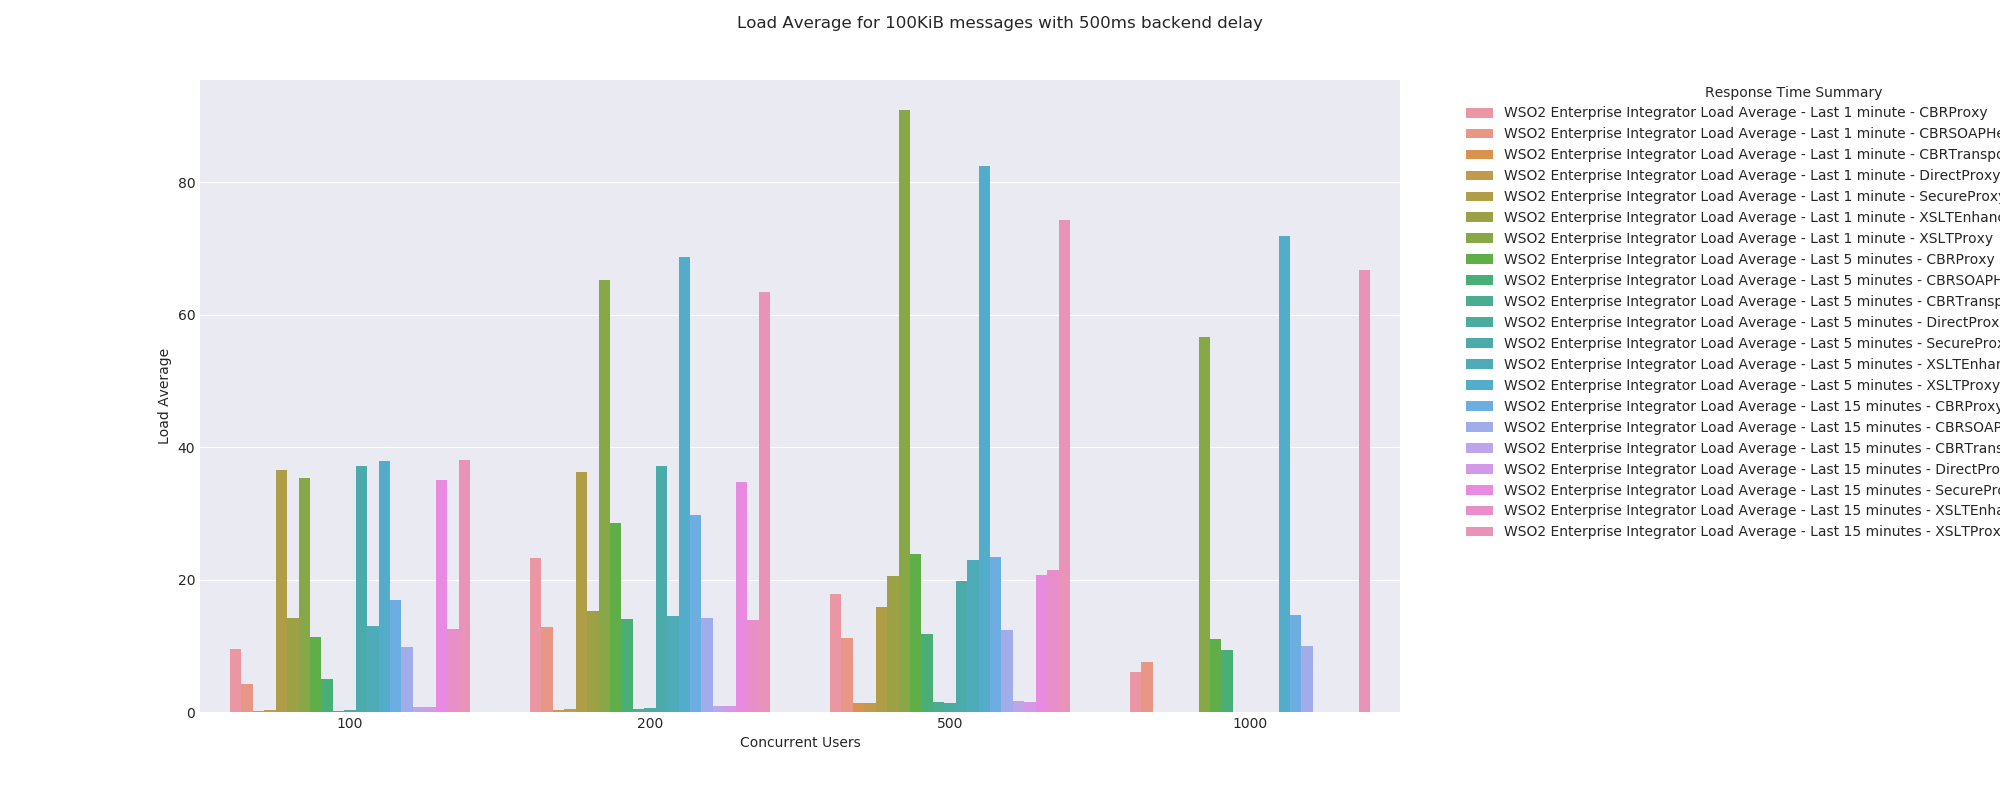 Load Average for 100KiB messages with 500ms backend delay
80
60
40
20
0
Load Average
100
200
500
1000
Concurrent Users
Response Time Summary
WSO2 Enterprise Integrator Load Average - Last 1 minute - CBRProxy
WSO2 Enterprise Integrator Load Average - Last 1 minute - CBRSOAPHe
WSO2 Enterprise Integrator Load Average - Last 1 minute - CBRTranspo
WSO2 Enterprise Integrator Load Average - Last 1 minute - DirectProxy
WSO2 Enterprise Integrator Load Average - Last 1 minute - SecureProxy
WSO2 Enterprise Integrator Load Average - Last 1 minute - XSLTEnhanc
WSO2 Enterprise Integrator Load Average - Last 1 minute - XSLTProxy
WSO2 Enterprise Integrator Load Average - Last 5 minutes - CBRProxy
WSO2 Enterprise Integrator Load Average - Last 5 minutes - CBRSOAPH
WSO2 Enterprise Integrator Load Average - Last 5 minutes - CBRTransp
WSO2 Enterprise Integrator Load Average - Last 5 minutes - DirectProx
WSO2 Enterprise Integrator Load Average - Last 5 minutes - SecureProx
WSO2 Enterprise Integrator Load Average - Last 5 minutes - XSLTEnhan
WSO2 Enterprise Integrator Load Average - Last 5 minutes - XSLTProxy
WSO2 Enterprise Integrator Load Average - Last 15 minutes - CBRProxy
WSO2 Enterprise Integrator Load Average - Last 15 minutes - CBRSOAP
WSO2 Enterprise Integrator Load Average - Last 15 minutes - CBRTrans
WSO2 Enterprise Integrator Load Average - Last 15 minutes - DirectPro
WSO2 Enterprise Integrator Load Average - Last 15 minutes - SecurePro
WSO2 Enterprise Integrator Load Average - Last 15 minutes - XSLTEnha
WSO2 Enterprise Integrator Load Average - Last 15 minutes - XSLTProx